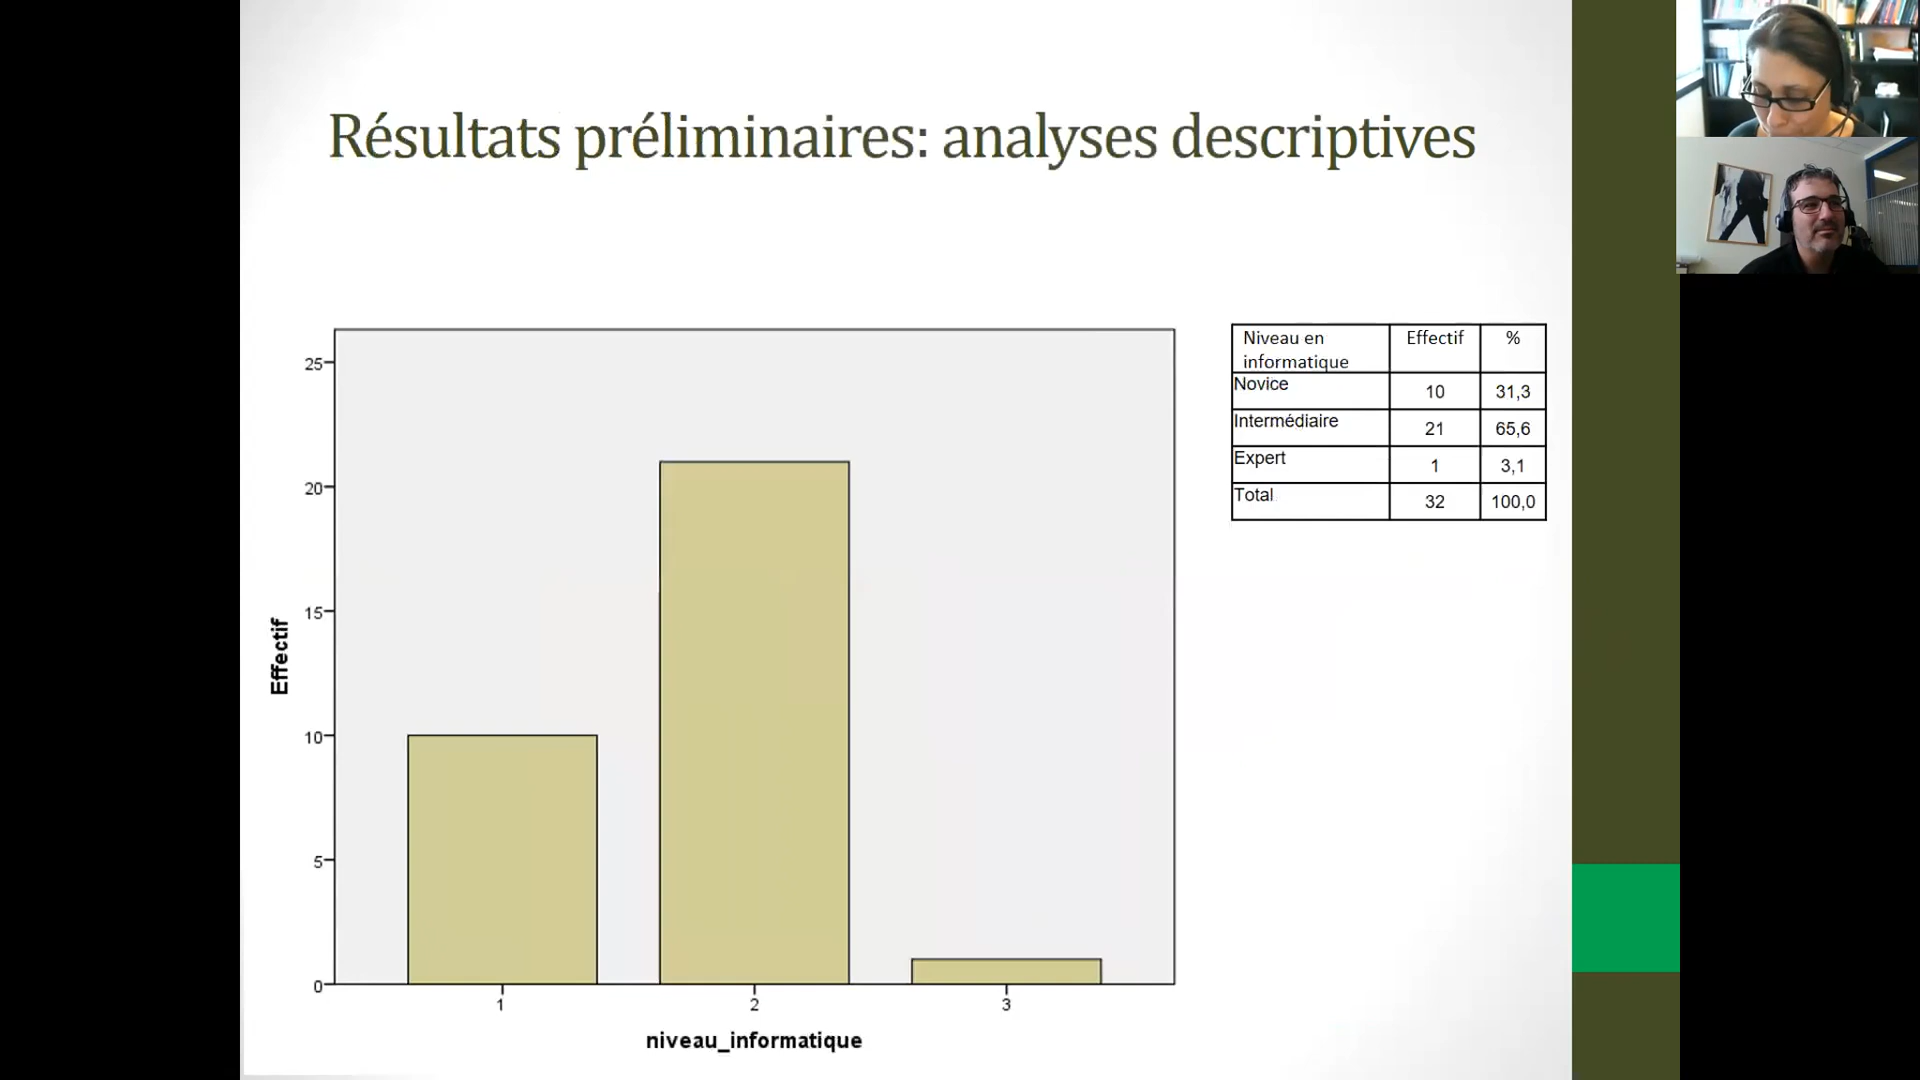 Résultats préliminaires: analyses descriptives
25
20
15
10
5
0
Effectif
1 2 3
niveau_informatique
Niveau en informatique Effectif %
Novice 10 31,3
Intermédiaire 21 65,6
Expert 1 3,1
Total 32 100,0